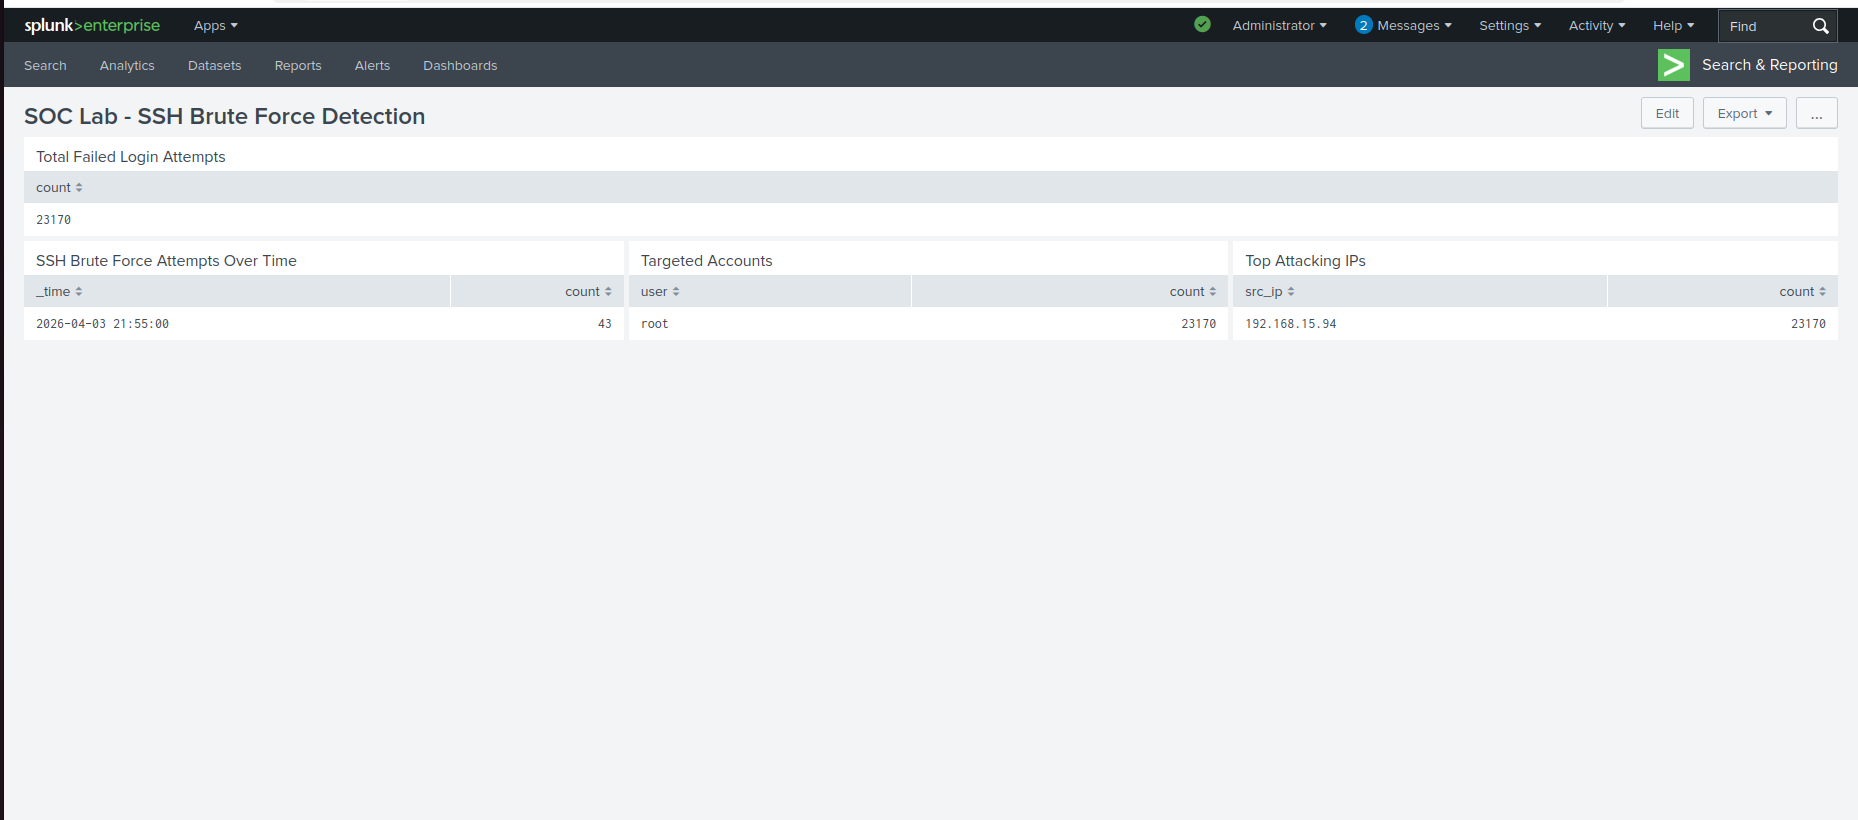 splunk>enterprise Apps Administrator 2 Messages Settings Activity Help Find
Search Analytics Datasets Reports Alerts Dashboards Search & Reporting
SOC Lab - SSH Brute Force Detection Edit Export ...
Total Failed Login Attempts
count
23170
SSH Brute Force Attempts Over Time
_time count
2026-04-03 21:55:00 43
Targeted Accounts
user count
root 23170
Top Attacking IPs
src_ip count
192.168.15.94 23170